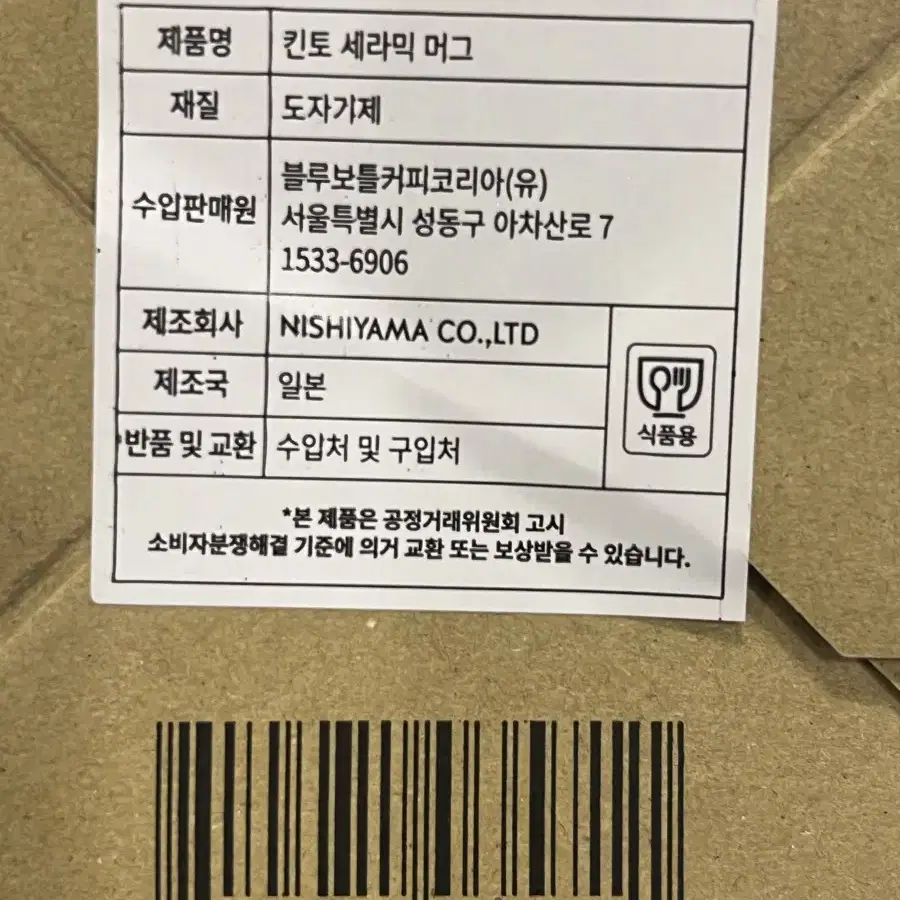 제품명 킨토 세라믹 머그
재질 도자기제
수입판매원 블루보틀커피코리아(유)
서울특별시 성동구 아차산로 7
1533-6906
제조회사 NISHIYAMA CO.,LTD
제조국 일본
반품 및 교환 수입처 및 구입처
식품용
*본 제품은 공정거래위원회 고시
소비자분쟁해결 기준에 의거 교환 또는 보상받을 수 있습니다.